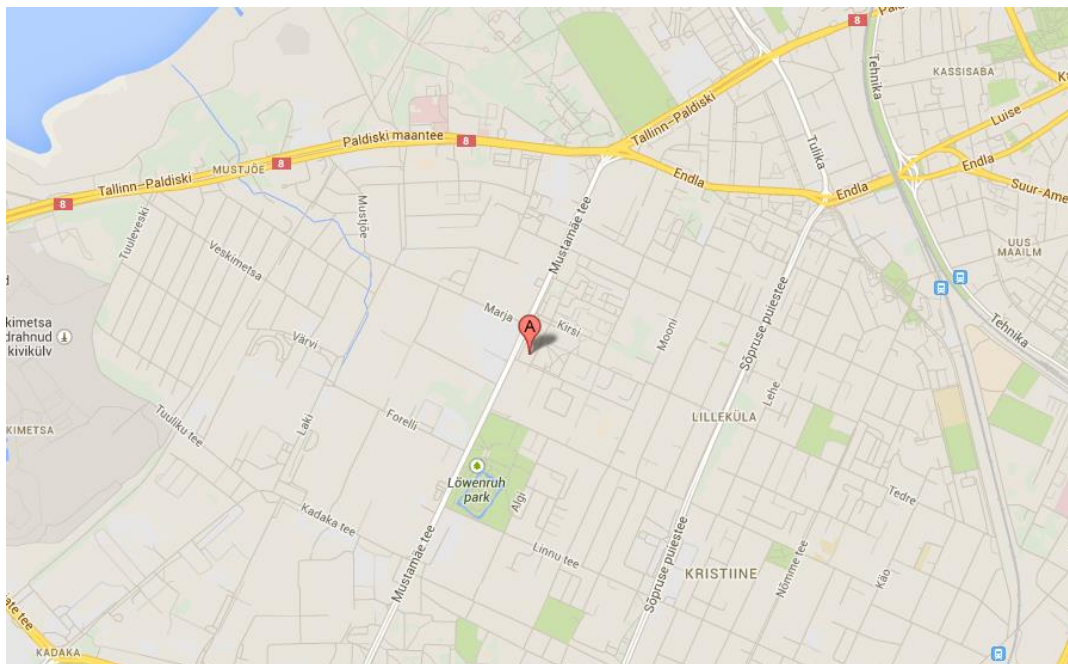 Tallinn–Paldiski
8
Tehnika
KASSISABA
Luise
Endla
Suur-Ame
UUS
MAAILM
Tulika
Endla
Endla
Paldiski maantee
8
8
MUSTJÕE
Tallinn–Paldiski
8
Tuuleveski
Veskimetsa
Mustjõe
Mustamäe tee
Marja
A
Kirsi
Mooni
Sõpruse puiestee
Tehnika
kimetsa
drahnud
kivikülv
Värvi
Laki
Forelli
Tuuliku tee
KIMETSA
LILLEKÜLA
Lehe
Löwenruh
park
Algi
Kadaka tee
Linnu tee
Mustamäe tee
Sõpruse puiestee
Tedre
KRISTIINE
Nõmme tee
Käo
KADAKA